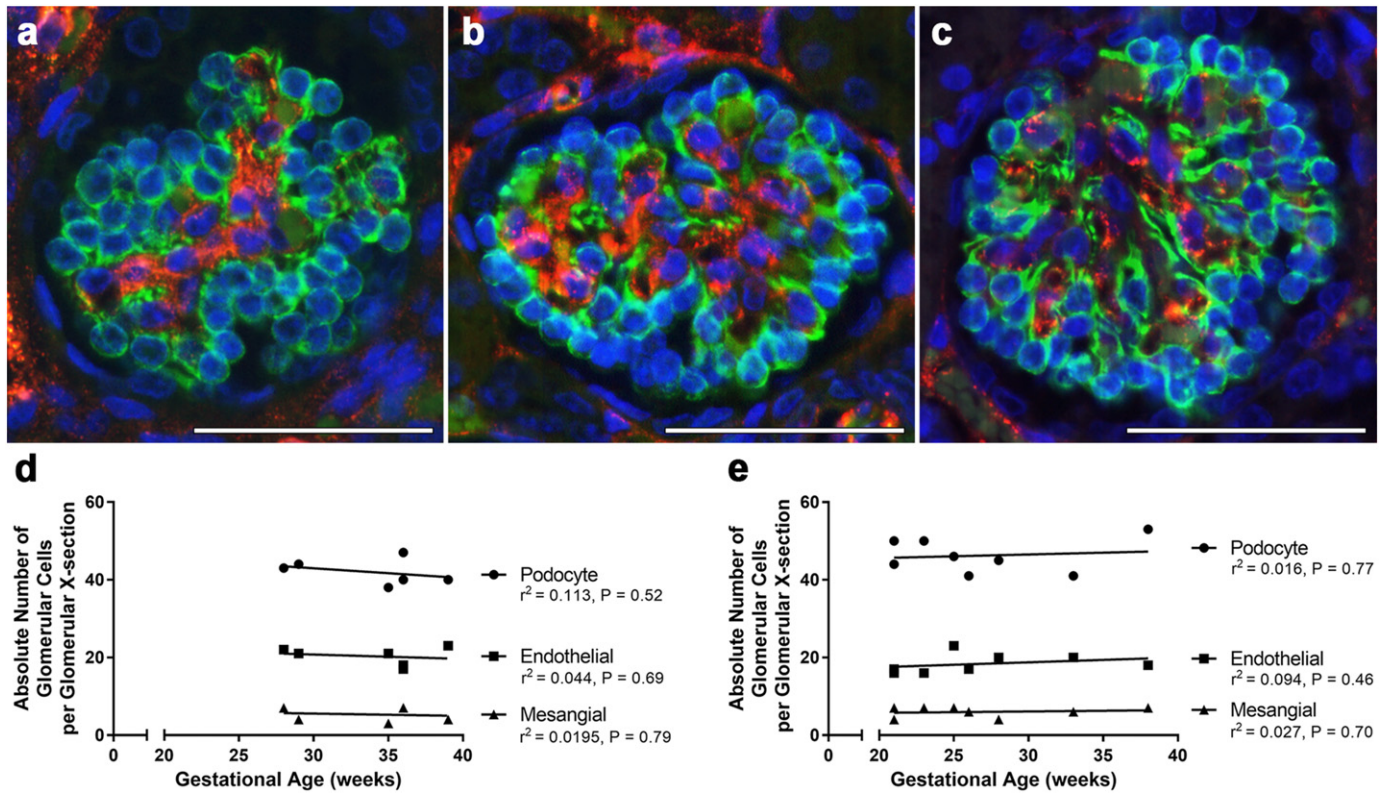 a
b
c
d
Absolute Number of
Glomerular Cells
per Glomerular X-section
60
40
20
0
0
20
25
30
35
40
Gestational Age (weeks)
Podocyte
r² = 0.113, P = 0.52
Endothelial
r² = 0.044, P = 0.69
Mesangial
r² = 0.0195, P = 0.79
e
Absolute Number of
Glomerular Cells
per Glomerular X-section
60
40
20
0
0
20
25
30
35
40
Gestational Age (weeks)
Podocyte
r² = 0.016, P = 0.77
Endothelial
r² = 0.094, P = 0.46
Mesangial
r² = 0.027, P = 0.70